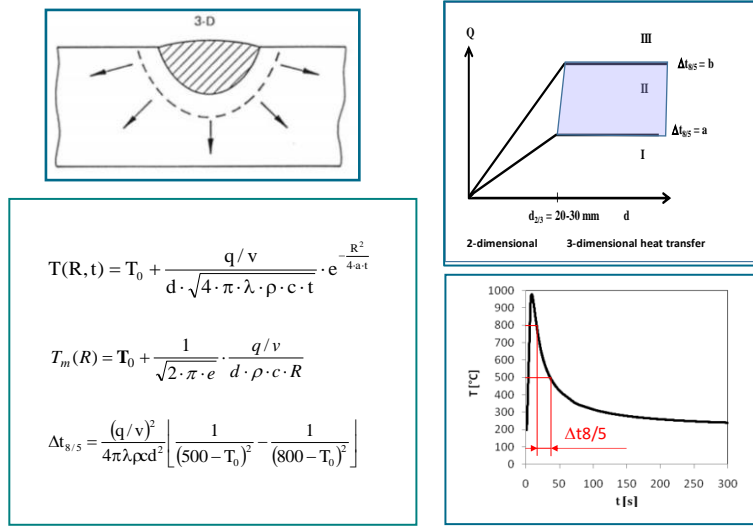 3-D
Q
III
Δt8/5 = b
II
Δt8/5 = a
I
d2/3 = 20-30 mm d
2-dimensional 3-dimensional heat transfer
T(R, t) = T₀ + (q / v) / (d · √(4 · π · λ · ρ · c · t)) · e^(−R² / (4·a·t))
Tm(R) = T₀ + 1 / √(2 · π · e) · (q / v) / (d · ρ · c · R)
Δt8/5 = (q/v)² / (4πλρcd²) [1 / (500 − T₀)² − 1 / (800 − T₀)²]
1000
900
800
700
600
500
400
300
200
100
0
T [°C]
Δt8/5
0 50 100 150 200 250 300
t [s]